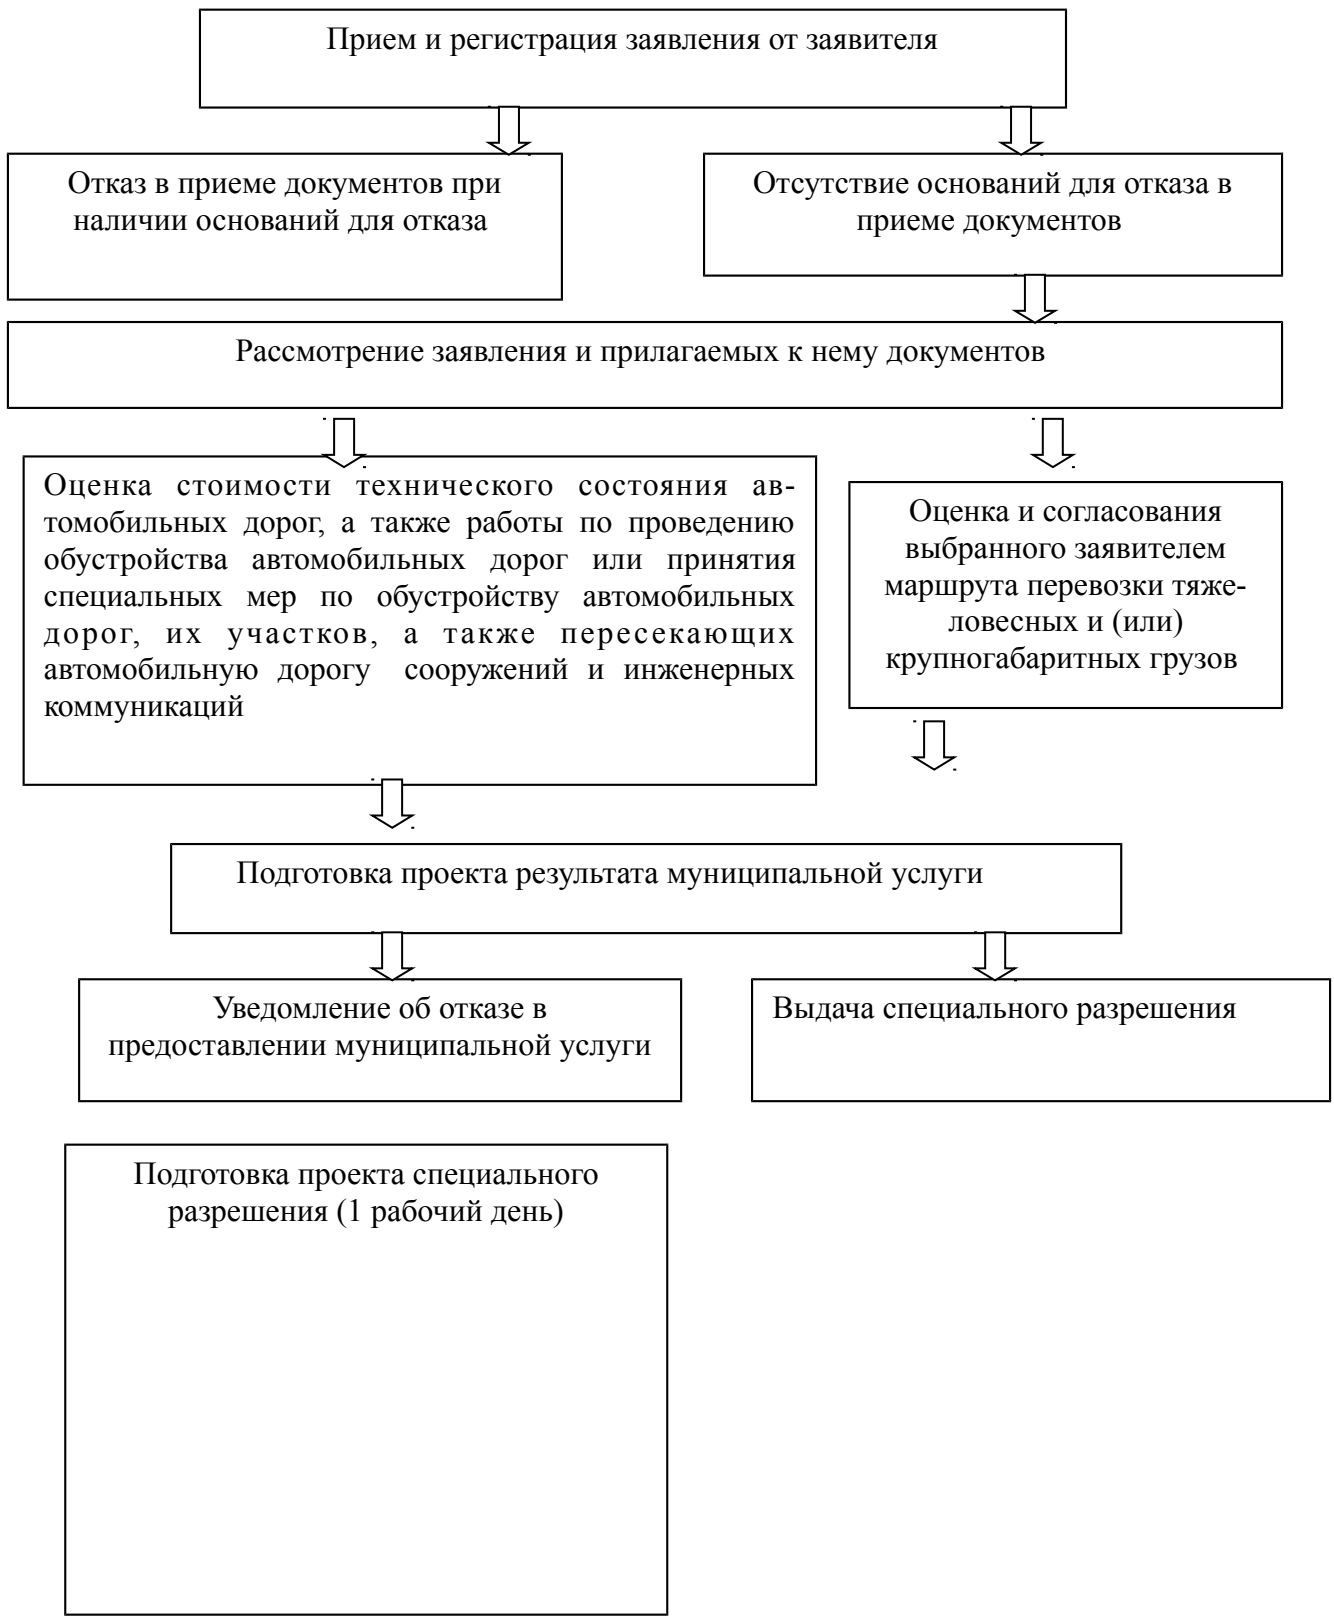 Прием и регистрация заявления от заявителя
Отказ в приеме документов при
наличии оснований для отказа
Отсутствие оснований для отказа в
приеме документов
Рассмотрение заявления и прилагаемых к нему документов
Оценка стоимости технического состояния ав-
томобильных дорог, а также работы по проведению
обустройства автомобильных дорог или принятия
специальных мер по обустройству автомобильных
дорог, их участков, а также пересекающих
автомобильную дорогу сооружений и инженерных
коммуникаций
Оценка и согласования
выбранного заявителем
маршрута перевозки тяже-
ловесных и (или)
крупногабаритных грузов
Подготовка проекта результата муниципальной услуги
Уведомление об отказе в
предоставлении муниципальной услуги
Выдача специального разрешения
Подготовка проекта специального
разрешения (1 рабочий день)